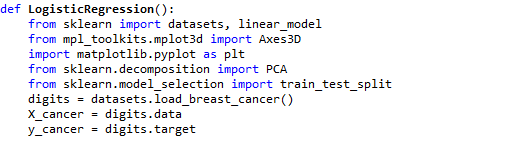 def LogisticRegression():
    from sklearn import datasets, linear_model
    from mpl_toolkits.mplot3d import Axes3D
    import matplotlib.pyplot as plt
    from sklearn.decomposition import PCA
    from sklearn.model_selection import train_test_split
    digits = datasets.load_breast_cancer()
    X_cancer = digits.data
    y_cancer = digits.target